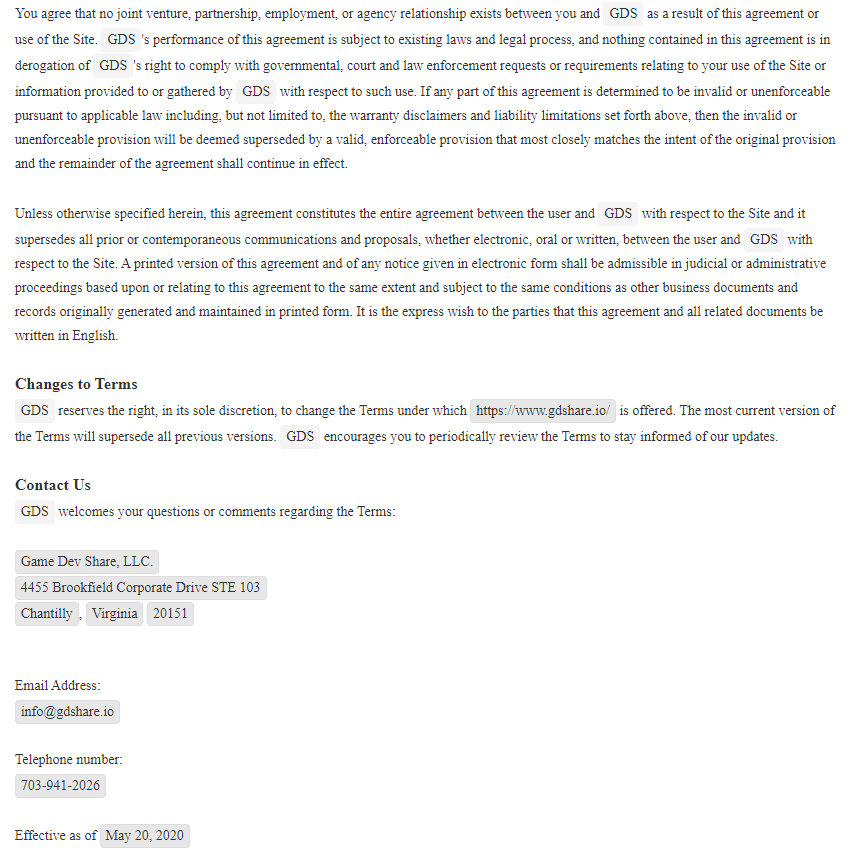 You agree that no joint venture, partnership, employment, or agency relationship exists between you and GDS as a result of this agreement or
use of the Site. GDS 's performance of this agreement is subject to existing laws and legal process, and nothing contained in this agreement is in
derogation of GDS 's right to comply with governmental, court and law enforcement requests or requirements relating to your use of the Site or
information provided to or gathered by GDS with respect to such use. If any part of this agreement is determined to be invalid or unenforceable
pursuant to applicable law including, but not limited to, the warranty disclaimers and liability limitations set forth above, then the invalid or
unenforceable provision will be deemed superseded by a valid, enforceable provision that most closely matches the intent of the original provision
and the remainder of the agreement shall continue in effect.
Unless otherwise specified herein, this agreement constitutes the entire agreement between the user and GDS with respect to the Site and it
supersedes all prior or contemporaneous communications and proposals, whether electronic, oral or written, between the user and GDS with
respect to the Site. A printed version of this agreement and of any notice given in electronic form shall be admissible in judicial or administrative
proceedings based upon or relating to this agreement to the same extent and subject to the same conditions as other business documents and
records originally generated and maintained in printed form. It is the express wish to the parties that this agreement and all related documents be
written in English.
Changes to Terms
GDS reserves the right, in its sole discretion, to change the Terms under which https://www.gdshare.io/ is offered. The most current version of
the Terms will supersede all previous versions. GDS encourages you to periodically review the Terms to stay informed of our updates.
Contact Us
GDS welcomes your questions or comments regarding the Terms:
Game Dev Share, LLC.
4455 Brookfield Corporate Drive STE 103
Chantilly , Virginia 20151
Email Address:
info@gdshare.io
Telephone number:
703-941-2026
Effective as of May 20, 2020